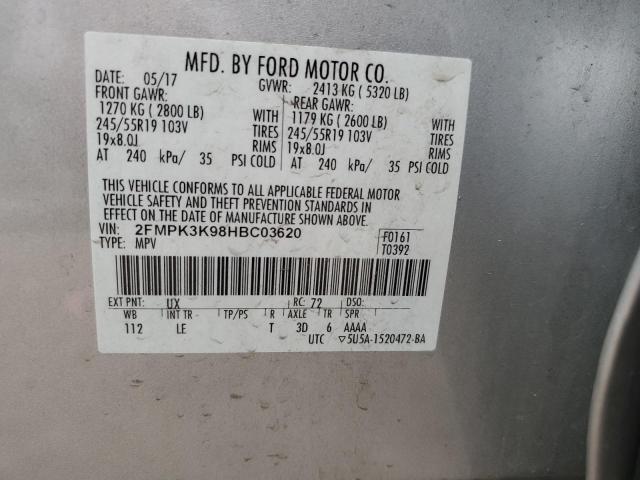 MFD. BY FORD MOTOR CO.
DATE: 05/17 GVWR: 2413 KG ( 5320 LB)
FRONT GAWR: REAR GAWR:
1270 KG ( 2800 LB) WITH 1179 KG ( 2600 LB) WITH
245/55R19 103V TIRES 245/55R19 103V TIRES
19x8.0J RIMS 19x8.0J RIMS
AT 240 kPa/ 35 PSI COLD AT 240 kPa/ 35 PSI COLD
THIS VEHICLE CONFORMS TO ALL APPLICABLE FEDERAL MOTOR
VEHICLE SAFETY AND THEFT PREVENTION STANDARDS IN
EFFECT ON THE DATE OF MANUFACTURE SHOWN ABOVE.
VIN: 2FMPK3K98HBC03620 F0161
TYPE: MPV T0392
EXT PNT: UX RC: 72 DSO:
WB INT TR TP/PS R AXLE TR SPR
112 LE T 3D 6 AAAA
UTC ▽5U5A-1520472-BA